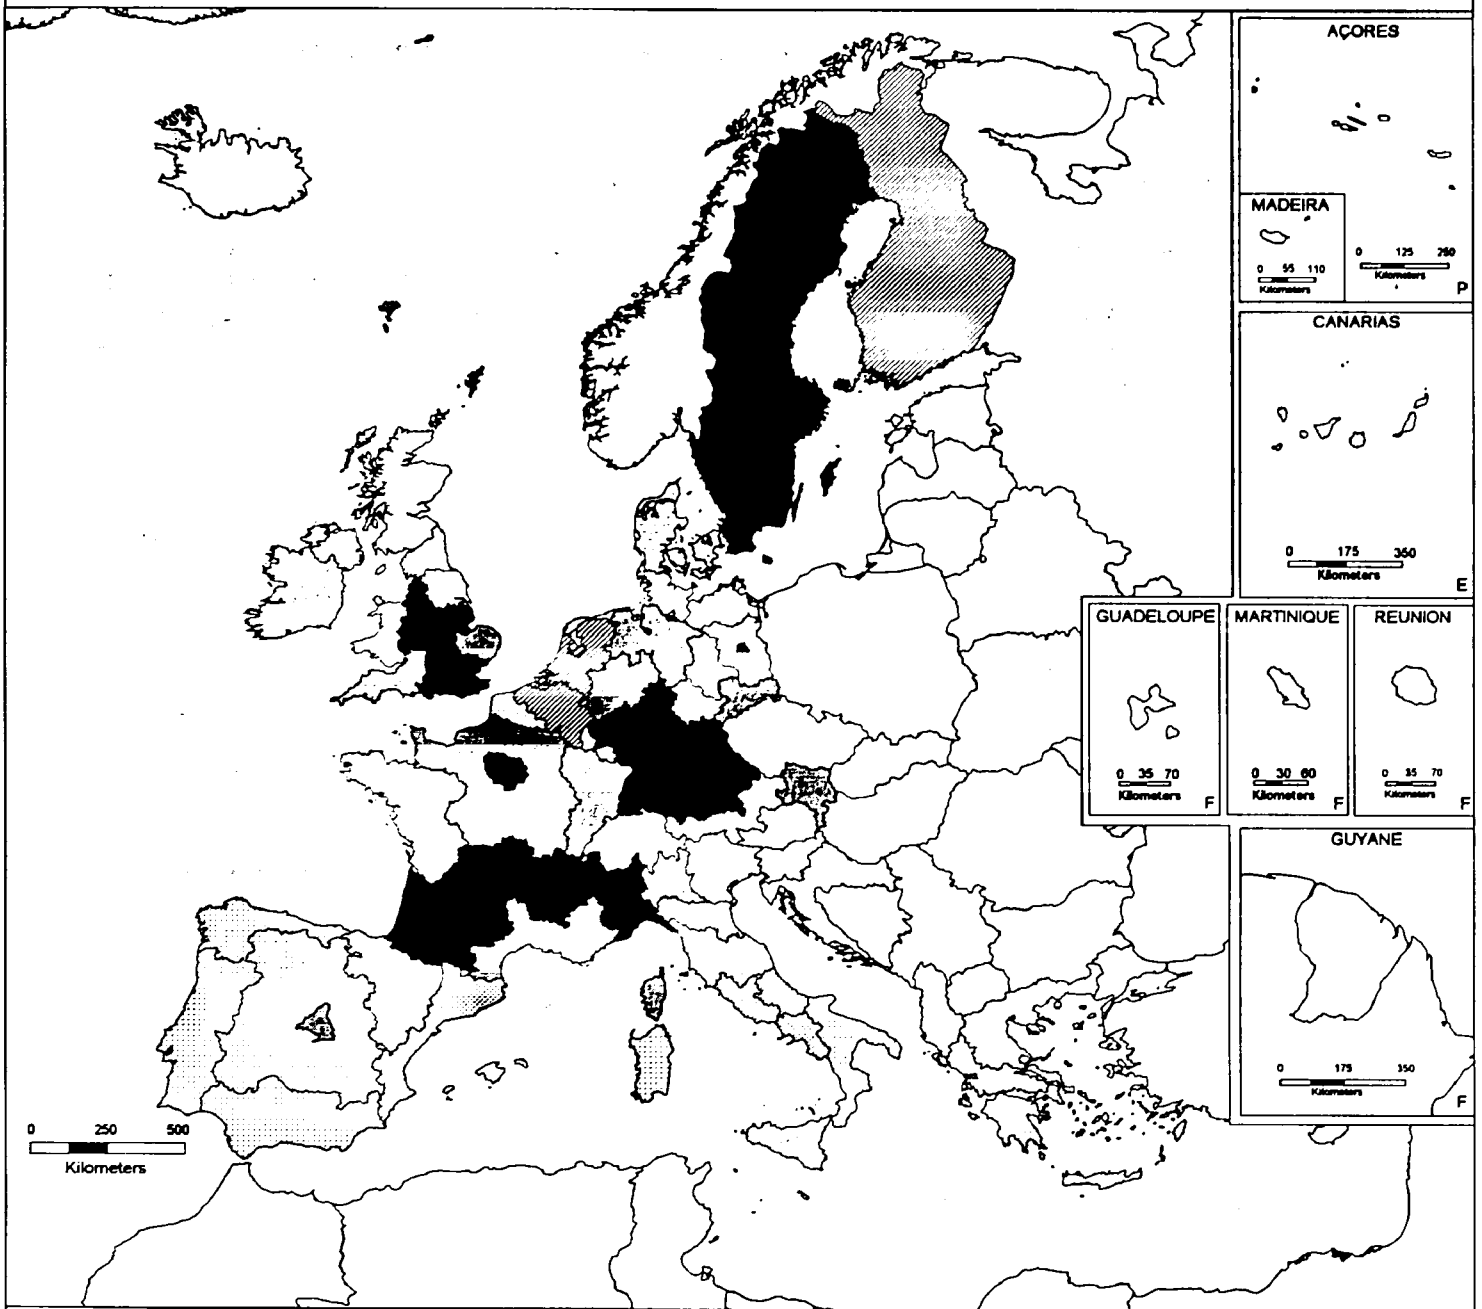 AÇORES
MADEIRA
0 55 110
Kilometers
0 125 250
Kilometers
P
CANARIAS
0 175 350
Kilometers
E
GUADELOUPE
0 35 70
Kilometers
F
MARTINIQUE
0 30 60
Kilometers
F
REUNION
0 35 70
Kilometers
F
GUYANE
0 175 350
Kilometers
F
0 250 500
Kilometers